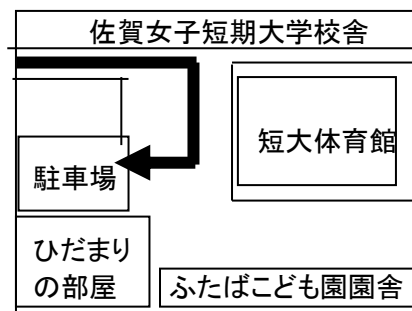 佐賀女子短期大学校舎
短大体育館
駐車場
ひだまり
の部屋
ふたばこども園園舎